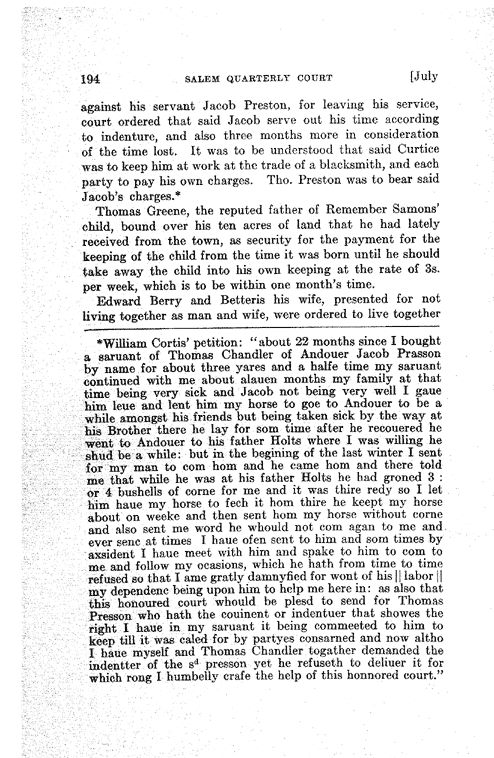 194 SALEM QUARTERLY COURT [July
against his servant Jacob Preston, for leaving his service,
court ordered that said Jacob serve out his time according
to indenture, and also three months more in consideration
of the time lost. It was to be understood that said Curtice
was to keep him at work at the trade of a blacksmith, and each
party to pay his own charges. Tho. Preston was to bear said
Jacob's charges.*
Thomas Greene, the reputed father of Remember Samons'
child, bound over his ten acres of land that he had lately
received from the town, as security for the payment for the
keeping of the child from the time it was born until he should
take away the child into his own keeping at the rate of 3s.
per week, which is to be within one month's time.
Edward Berry and Betteris his wife, presented for not
living together as man and wife, were ordered to live together
*William Cortis' petition: "about 22 months since I bought
a saruant of Thomas Chandler of Andouer Jacob Prasson
by name for about three yares and a halfe time my saruant
continued with me about alauen months my family at that
time being very sick and Jacob not being very well I gaue
him leue and lent him my horse to goe to Andouer to be a
while amongst his friends but being taken sick by the way at
his Brother there he lay for som time after he recouered he
went to Andouer to his father Holts where I was willing he
shud be a while: but in the begining of the last winter I sent
for my man to com hom and he came hom and there told
me that while he was at his father Holts he had groned 3 :
or 4 bushells of corne for me and it was thire redy so I let
him haue my horse to fech it hom thire he keept my horse
about on weeke and then sent hom my horse without corne
and also sent me word he whould not com agan to me and
ever senc at times I haue ofen sent to him and som times by
axsident I haue meet with him and spake to him to com to
me and follow my ocasions, which he hath from time to time
refused so that I ame gratly damnyfied for wont of his || labor ||
my dependenc being upon him to help me here in: as also that
this honoured court whould be plesd to send for Thomas
Presson who hath the couinent or indentuer that showes the
right I haue in my saruant it being commeeted to him to
keep till it was caled for by partyes consarned and now altho
I haue myself and Thomas Chandler togather demanded the
indentter of the s^d presson yet he refuseth to deliuer it for
which rong I humbelly crafe the help of this honnored court."